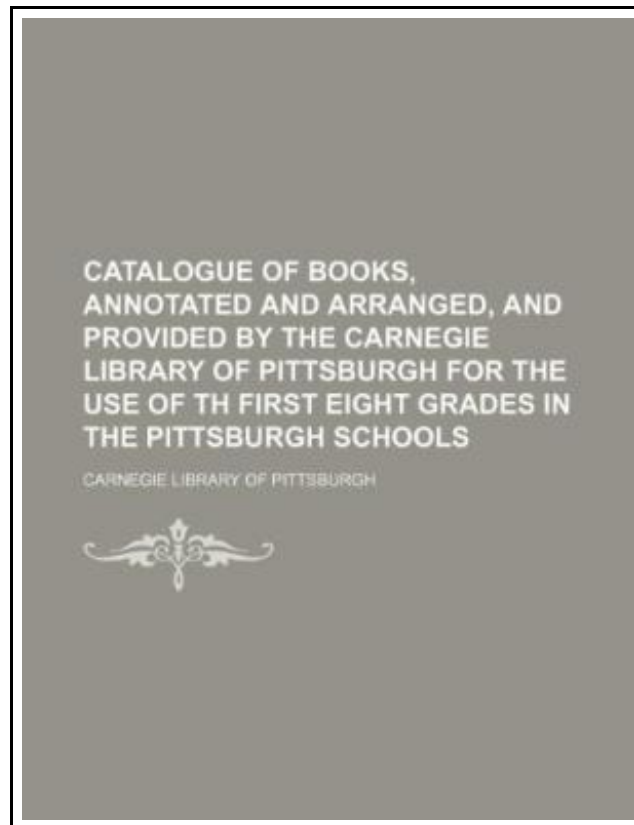 CATALOGUE OF BOOKS,
ANNOTATED AND ARRANGED, AND
PROVIDED BY THE CARNEGIE
LIBRARY OF PITTSBURGH FOR THE
USE OF TH FIRST EIGHT GRADES IN
THE PITTSBURGH SCHOOLS
CARNEGIE LIBRARY OF PITTSBURGH